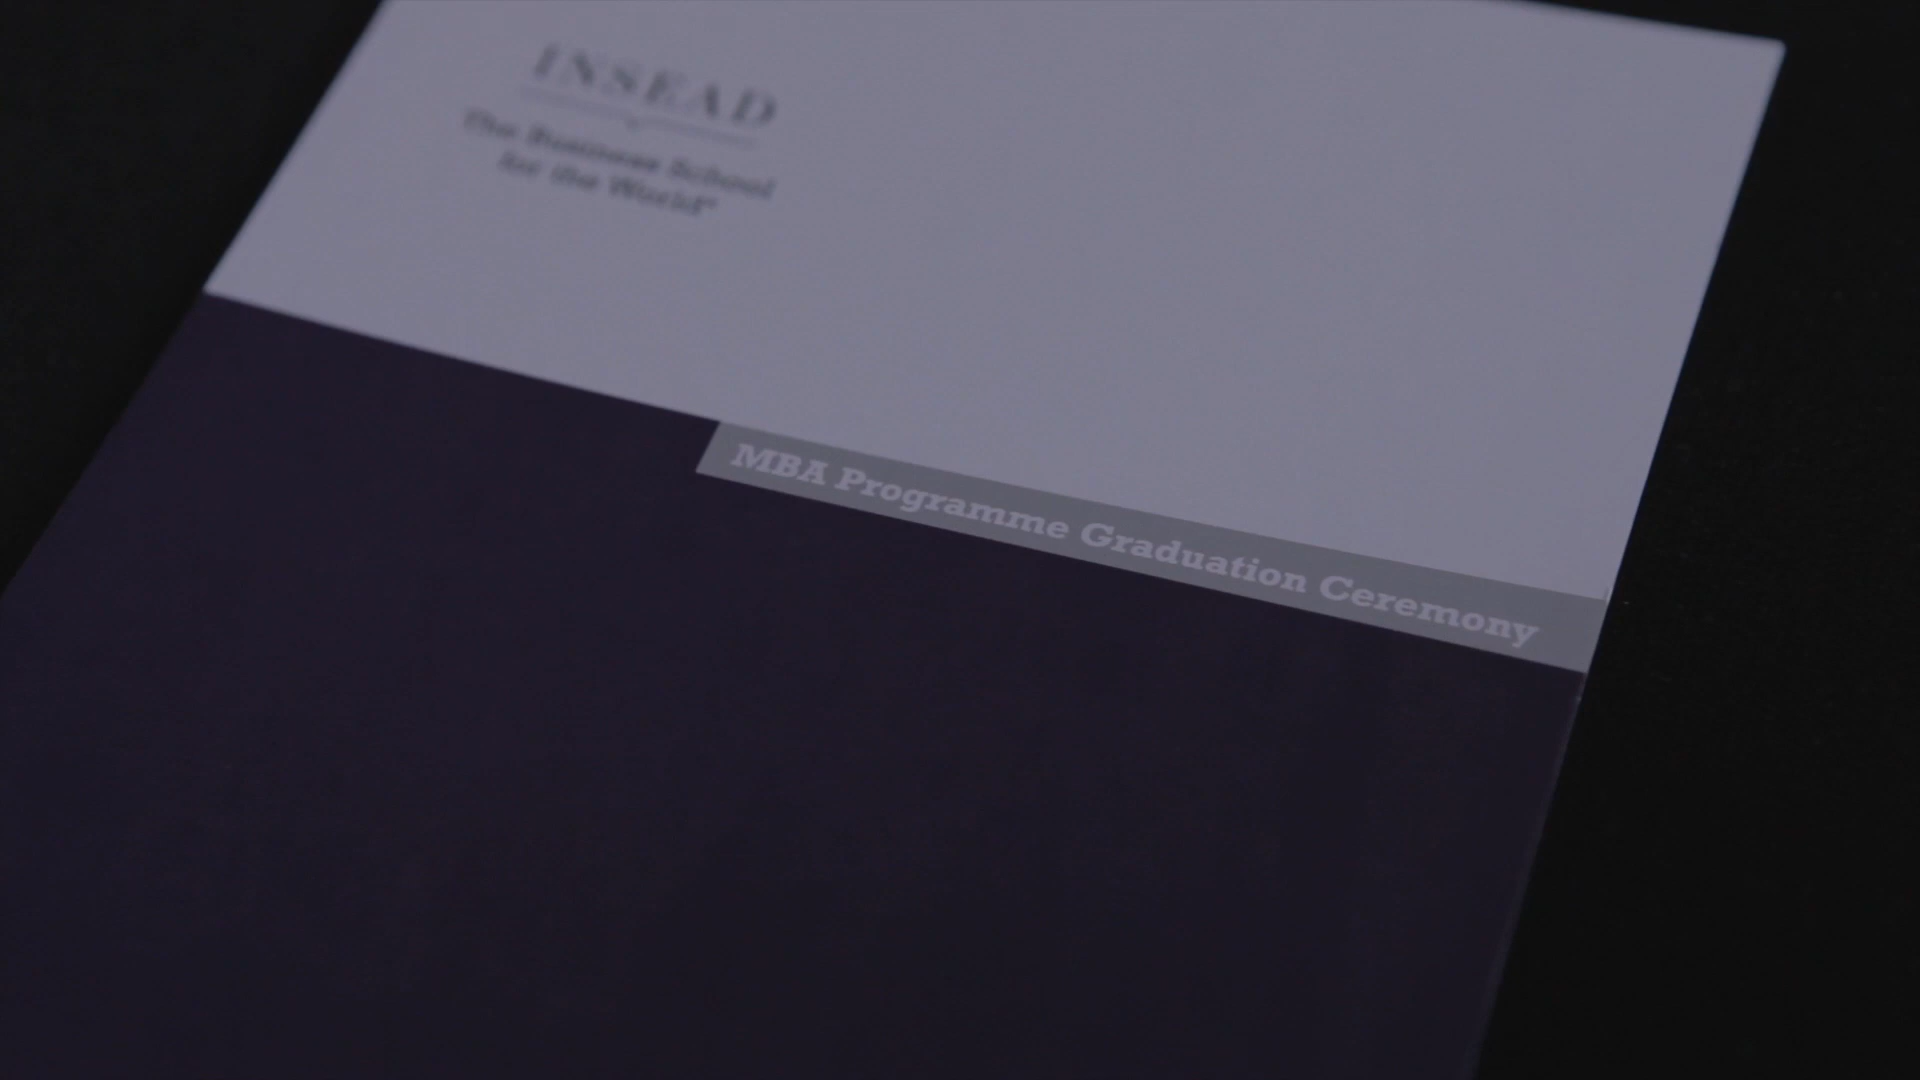 INSEAD
The Business School
for the World®
MBA Programme Graduation Ceremony